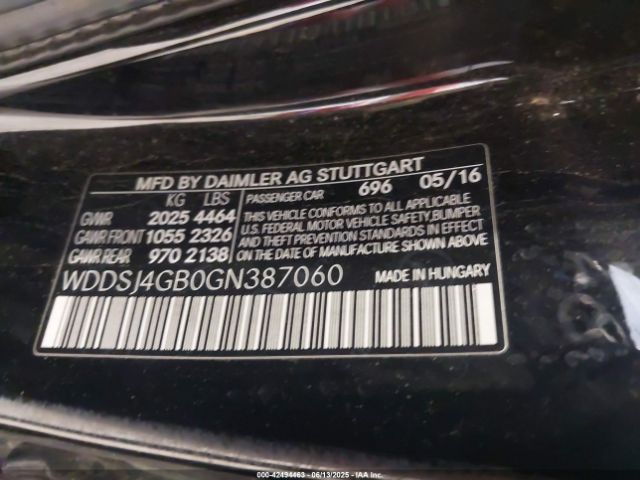 MFD BY DAIMLER AG STUTTGART
KG LBS PASSENGER CAR 696 05/16
GVWR 2025 4464
GAWR FRONT 1055 2326
GAWR REAR 970 2138
THIS VEHICLE CONFORMS TO ALL APPLICABLE
U.S. FEDERAL MOTOR VEHICLE SAFETY, BUMPER
AND THEFT PREVENTION STANDARDS IN EFFECT
ON THE DATE OF MANUFACTURE SHOWN ABOVE.
WDDSJ4GB0GN387060 MADE IN HUNGARY
000-42494463 - 06/13/2025 - IAAI.COM